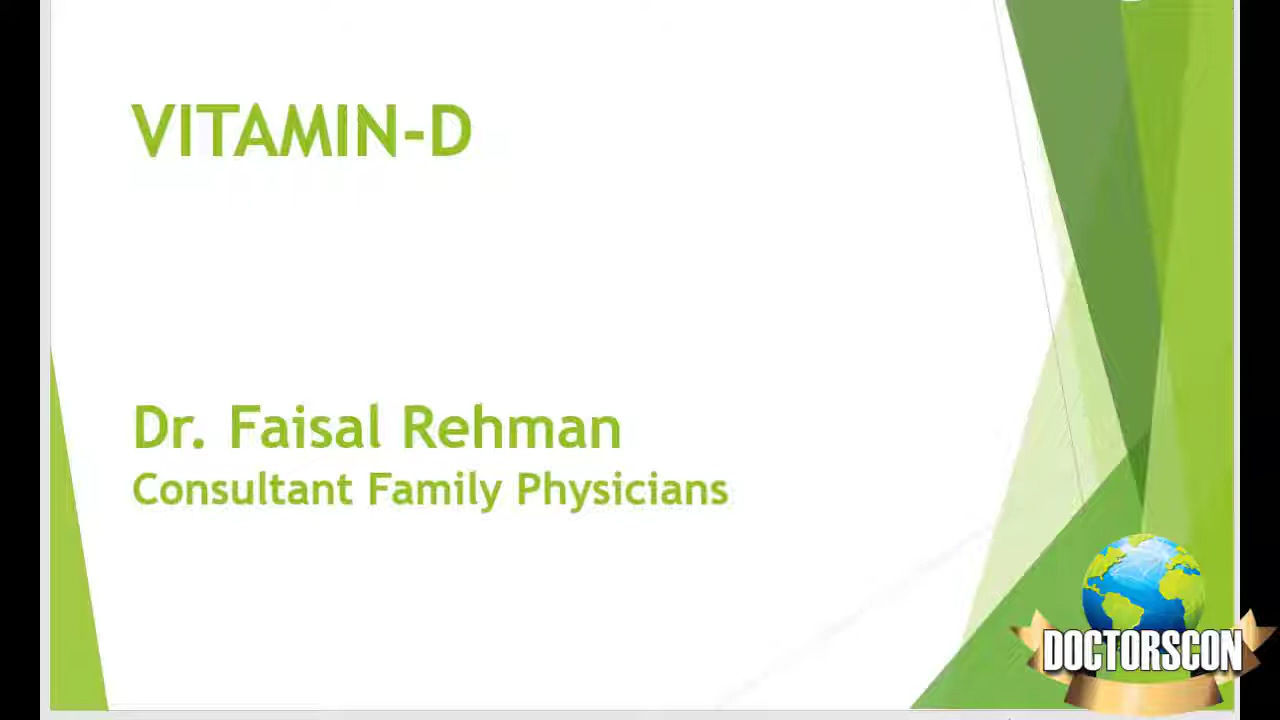 VITAMIN-D
Dr. Faisal Rehman
Consultant Family Physicians
DOCTORSCON